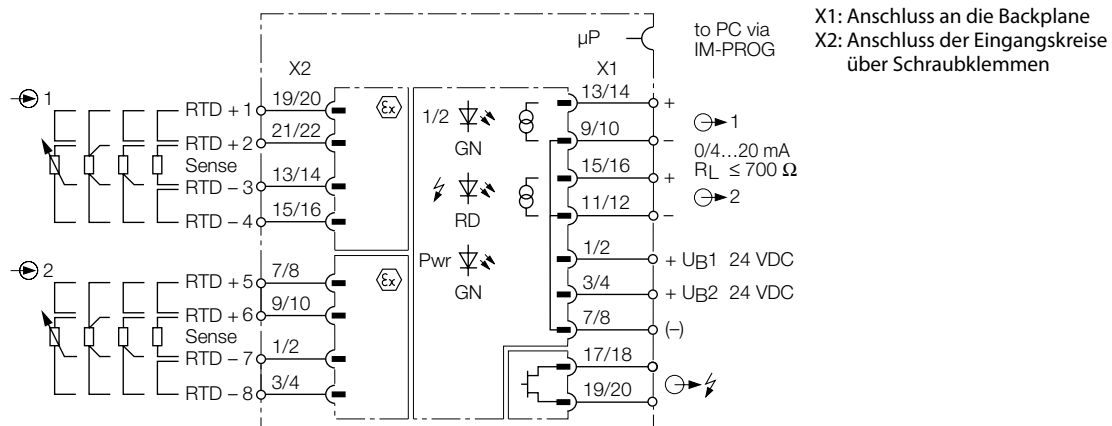 X1: Anschluss an die Backplane
X2: Anschluss der Eingangskreise
über Schraubklemmen
µP
to PC via
IM-PROG
X2
X1
1
RTD + 1
19/20
RTD + 2
21/22
Sense
RTD – 3
13/14
RTD – 4
15/16
Ex
2
RTD + 5
7/8
RTD + 6
9/10
Sense
RTD – 7
1/2
RTD – 8
3/4
Ex
1/2
GN
RD
Pwr
GN
13/14
+
9/10
–
1
0/4...20 mA
RL ≤ 700 Ω
15/16
+
11/12
–
2
1/2
+ UB1 24 VDC
3/4
+ UB2 24 VDC
7/8
(–)
17/18
19/20